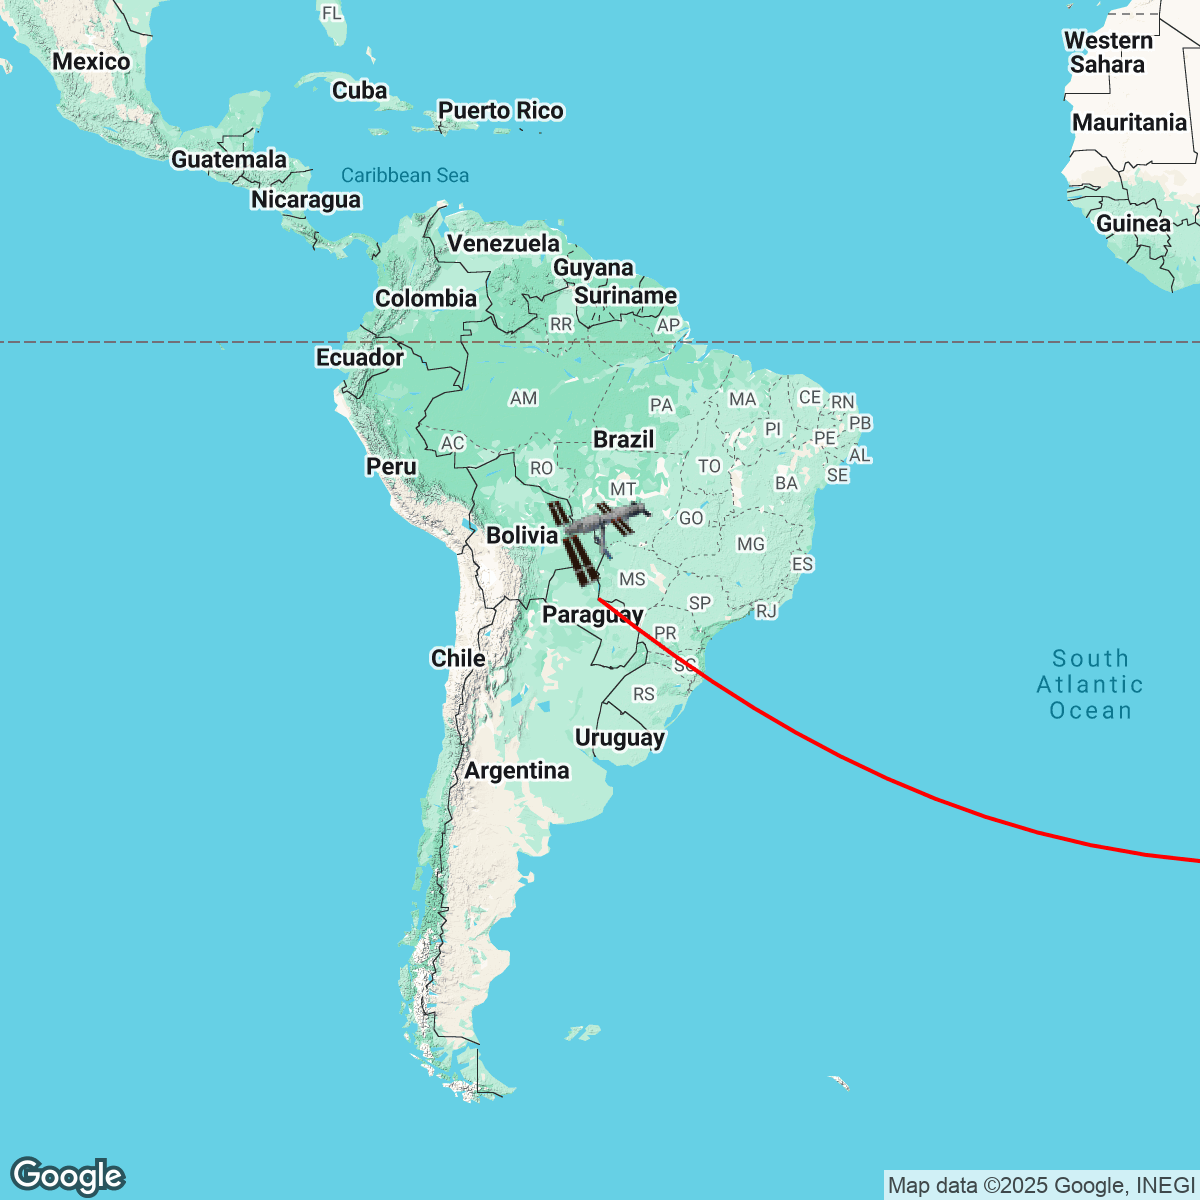 FL
Mexico
Western
Sahara
Cuba
Puerto Rico
Mauritania
Guatemala
Caribbean Sea
Nicaragua
Guinea
Venezuela
Guyana
Colombia
Suriname
RR
AP
Ecuador
AM
PA
MA
CE
RN
PI
PB
PE
Brazil
AC
AL
Peru
RO
TO
SE
MT
BA
GO
Bolivia
MG
ES
MS
SP
RJ
Paraguay
PR
Chile
SC
South
Atlantic
Ocean
RS
Uruguay
Argentina
Google
Map data ©2025 Google, INEGI